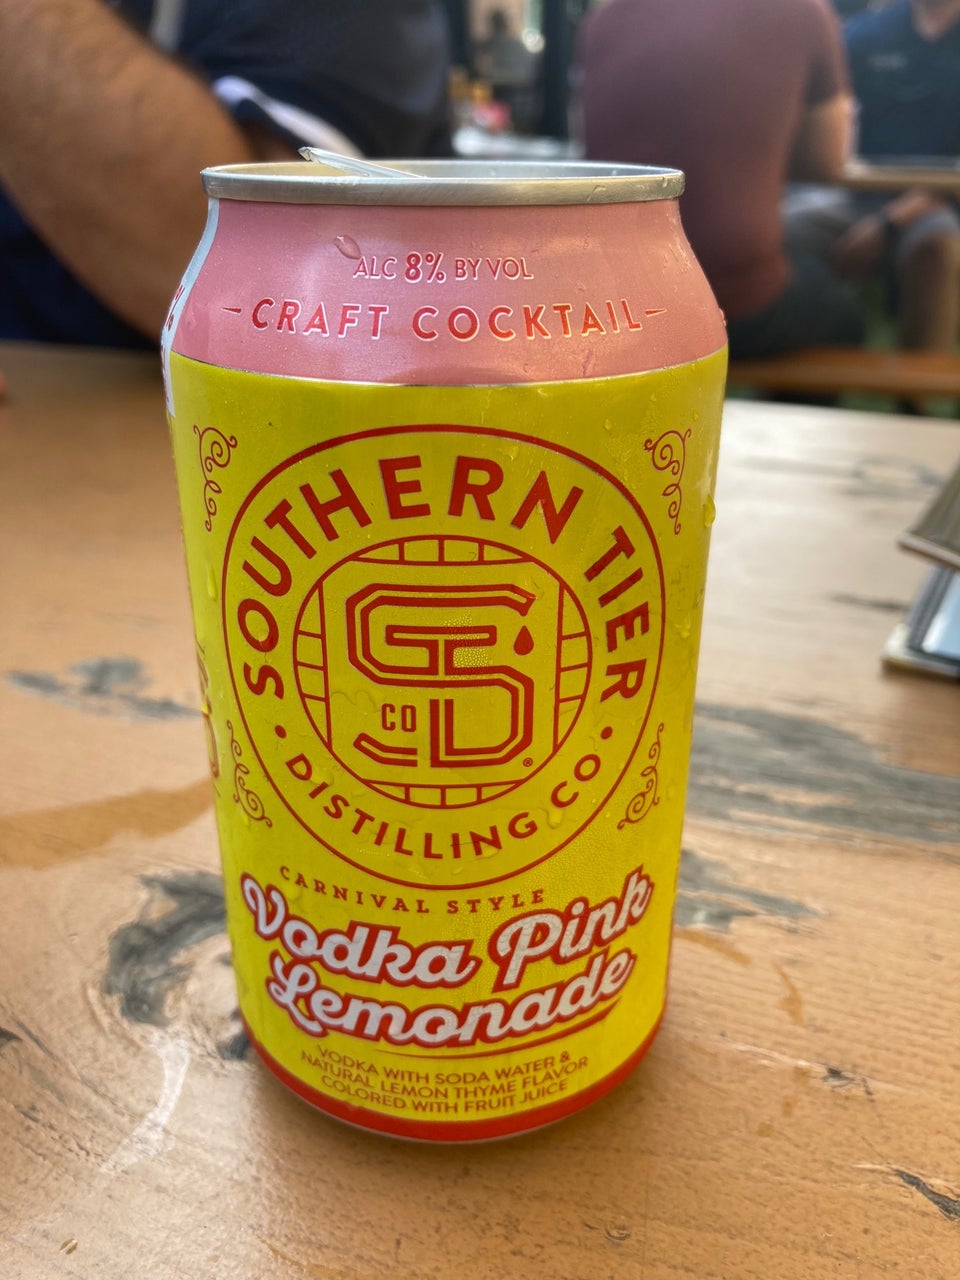 ALC 8% BY VOL
CRAFT COCKTAIL
SOUTHERN TIER
SD
CO
®
· DISTILLING CO ·
CARNIVAL STYLE
Vodka Pink
Lemonade
VODKA WITH SODA WATER &
NATURAL LEMON THYME FLAVOR
COLORED WITH FRUIT JUICE